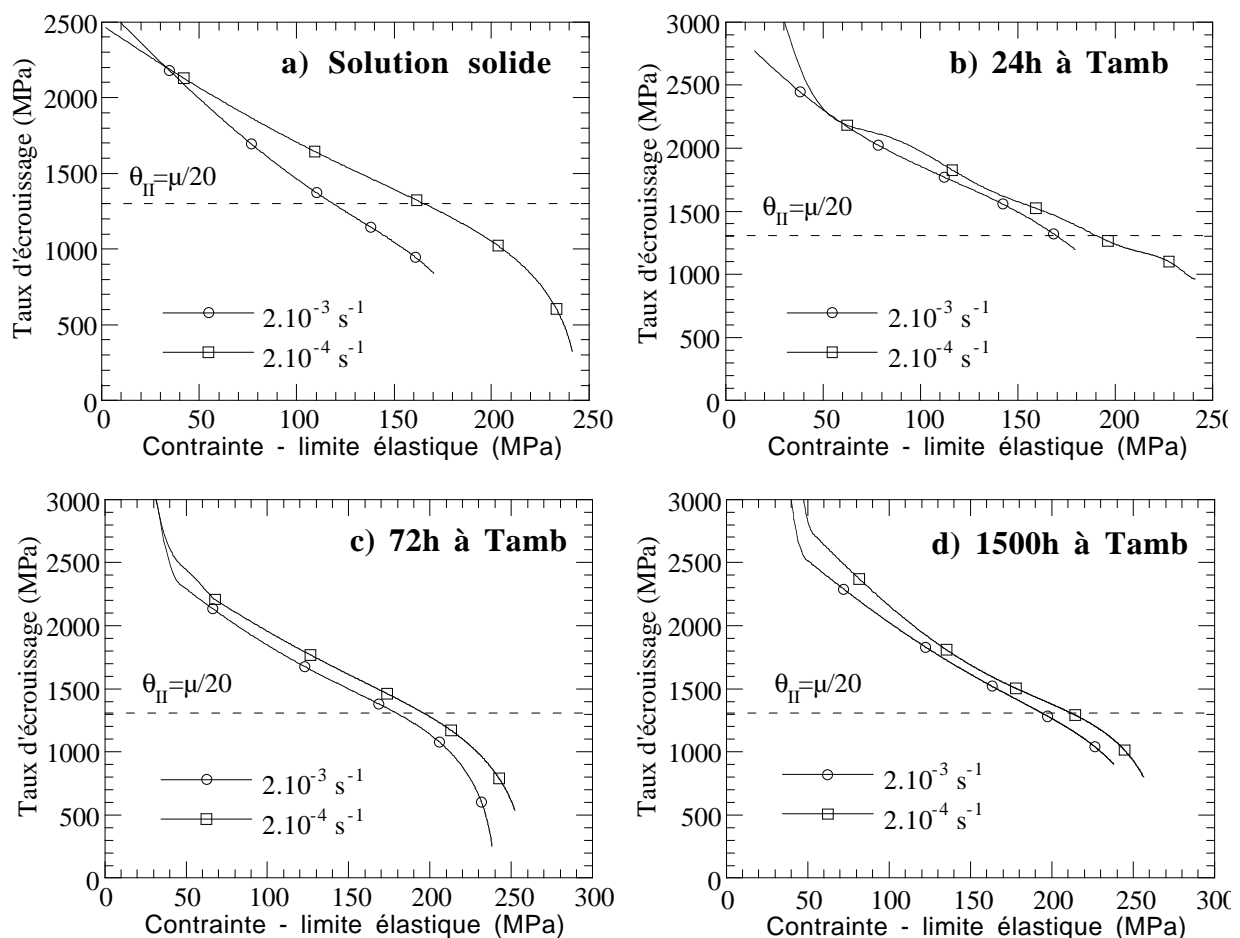 a) Solution solide
Taux d'écrouissage (MPa)
2500
2000
1500
1000
500
0
θII=μ/20
2.10-3 s-1
2.10-4 s-1
0 50 100 150 200 250
Contrainte - limite élastique (MPa)
b) 24h à Tamb
Taux d'écrouissage (MPa)
3000
2500
2000
1500
1000
500
0
θII=μ/20
2.10-3 s-1
2.10-4 s-1
0 50 100 150 200 250
Contrainte - limite élastique (MPa)
c) 72h à Tamb
Taux d'écrouissage (MPa)
3000
2500
2000
1500
1000
500
0
θII=μ/20
2.10-3 s-1
2.10-4 s-1
0 50 100 150 200 250 300
Contrainte - limite élastique (MPa)
d) 1500h à Tamb
Taux d'écrouissage (MPa)
3000
2500
2000
1500
1000
500
0
θII=μ/20
2.10-3 s-1
2.10-4 s-1
0 50 100 150 200 250 300
Contrainte - limite élastique (MPa)